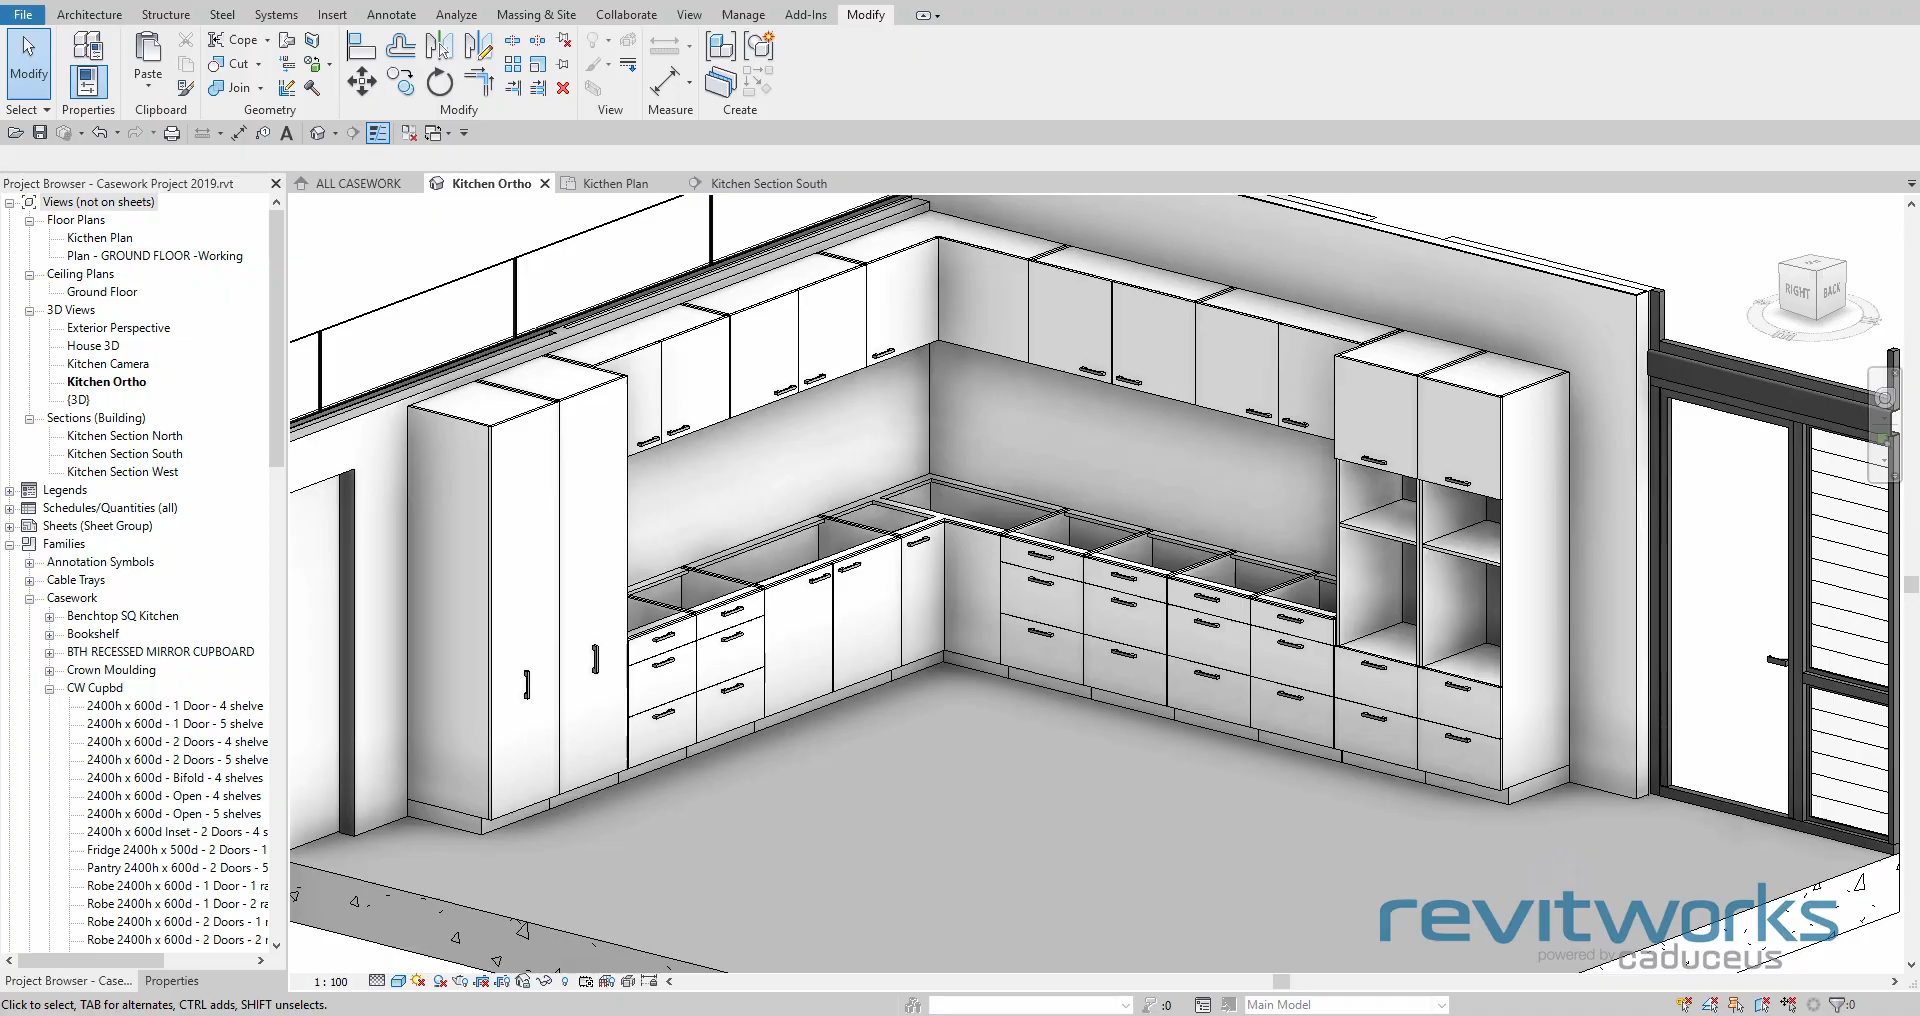 File Architecture Structure Steel Systems Insert Annotate Analyze Massing & Site Collaborate View Manage Add-Ins Modify
Cope
Cut
Modify Paste Join
Select Properties Clipboard Geometry Modify View Measure Create
Project Browser - Casework Project 2019.rvt
ALL CASEWORK Kitchen Ortho Kicthen Plan Kitchen Section South
Views (not on sheets)
Floor Plans
Kicthen Plan
Plan - GROUND FLOOR -Working
Ceiling Plans
Ground Floor
3D Views
Exterior Perspective
House 3D
Kitchen Camera
Kitchen Ortho
{3D}
Sections (Building)
Kitchen Section North
Kitchen Section South
Kitchen Section West
Legends
Schedules/Quantities (all)
Sheets (Sheet Group)
Families
Annotation Symbols
Cable Trays
Casework
Benchtop SQ Kitchen
Bookshelf
BTH RECESSED MIRROR CUPBOARD
Crown Moulding
CW Cupbd
2400h x 600d - 1 Door - 4 shelve
2400h x 600d - 1 Door - 5 shelve
2400h x 600d - 2 Doors - 4 shelve
2400h x 600d - 2 Doors - 5 shelve
2400h x 600d - Bifold - 4 shelves
2400h x 600d - Open - 4 shelves
2400h x 600d - Open - 5 shelves
2400h x 600d Inset - 2 Doors - 4 s
Fridge 2400h x 500d - 2 Doors - 1
Pantry 2400h x 600d - 2 Doors - 5
Robe 2400h x 600d - 1 Door - 1 ra
Robe 2400h x 600d - 1 Door - 2 ra
Robe 2400h x 600d - 2 Doors - 1 r
Robe 2400h x 600d - 2 Doors - 2 r
RIGHT BACK
revitworks
powered by caduceus
Project Browser - Case... Properties
1 : 100
Click to select, TAB for alternates, CTRL adds, SHIFT unselects.
:0
Main Model
:0